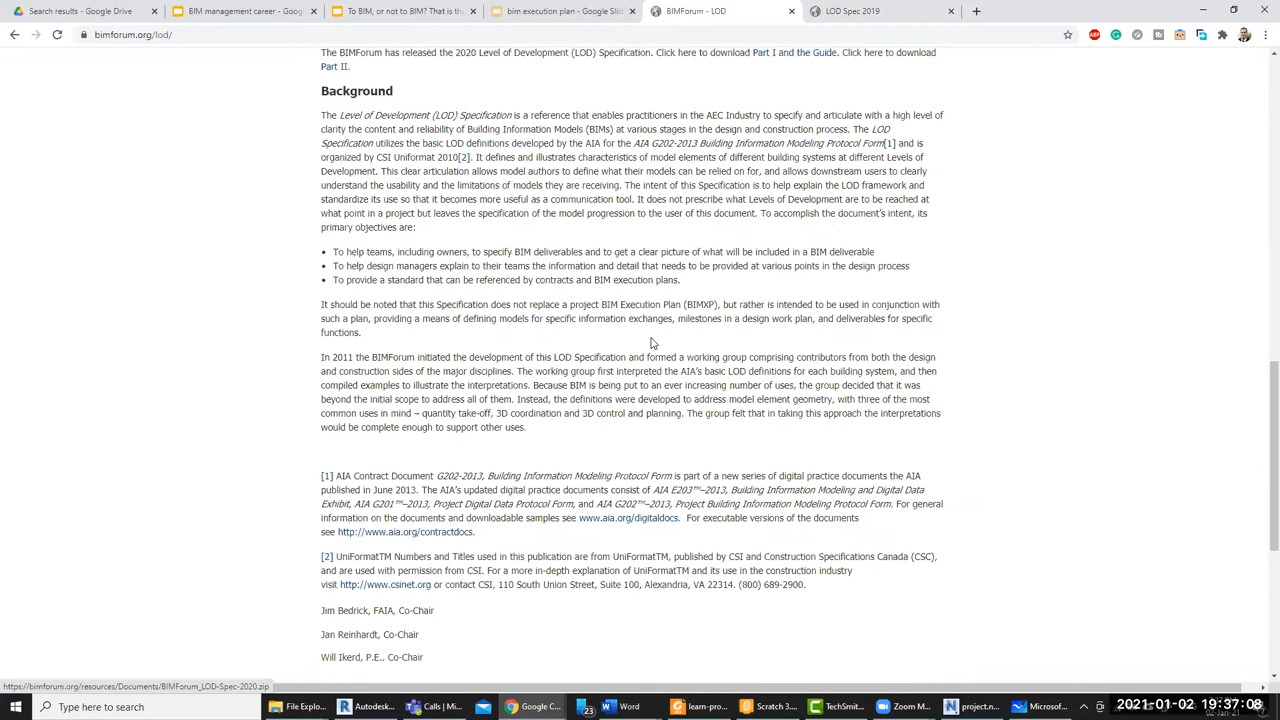 Search results - Google Drive
BIM management career - Goog
To BIM, or not to BIM? That is the
bim execution plan - Google Slid
BIMForum - LOD
LOD Spec 2019
bimforum.org/lod/
The BIMForum has released the 2020 Level of Development (LOD) Specification. Click here to download Part I and the Guide. Click here to download
Part II.
Background
The Level of Development (LOD) Specification is a reference that enables practitioners in the AEC Industry to specify and articulate with a high level of
clarity the content and reliability of Building Information Models (BIMs) at various stages in the design and construction process. The LOD
Specification utilizes the basic LOD definitions developed by the AIA for the AIA G202-2013 Building Information Modeling Protocol Form[1] and is
organized by CSI Uniformat 2010[2]. It defines and illustrates characteristics of model elements of different building systems at different Levels of
Development. This clear articulation allows model authors to define what their models can be relied on for, and allows downstream users to clearly
understand the usability and the limitations of models they are receiving. The intent of this Specification is to help explain the LOD framework and
standardize its use so that it becomes more useful as a communication tool. It does not prescribe what Levels of Development are to be reached at
what point in a project but leaves the specification of the model progression to the user of this document. To accomplish the document's intent, its
primary objectives are:
• To help teams, including owners, to specify BIM deliverables and to get a clear picture of what will be included in a BIM deliverable
• To help design managers explain to their teams the information and detail that needs to be provided at various points in the design process
• To provide a standard that can be referenced by contracts and BIM execution plans.
It should be noted that this Specification does not replace a project BIM Execution Plan (BIMXP), but rather is intended to be used in conjunction with
such a plan, providing a means of defining models for specific information exchanges, milestones in a design work plan, and deliverables for specific
functions.
In 2011 the BIMForum initiated the development of this LOD Specification and formed a working group comprising contributors from both the design
and construction sides of the major disciplines. The working group first interpreted the AIA's basic LOD definitions for each building system, and then
compiled examples to illustrate the interpretations. Because BIM is being put to an ever increasing number of uses, the group decided that it was
beyond the initial scope to address all of them. Instead, the definitions were developed to address model element geometry, with three of the most
common uses in mind – quantity take-off, 3D coordination and 3D control and planning. The group felt that in taking this approach the interpretations
would be complete enough to support other uses.
[1] AIA Contract Document G202-2013, Building Information Modeling Protocol Form is part of a new series of digital practice documents the AIA
published in June 2013. The AIA's updated digital practice documents consist of AIA E203™–2013, Building Information Modeling and Digital Data
Exhibit, AIA G201™–2013, Project Digital Data Protocol Form, and AIA G202™–2013, Project Building Information Modeling Protocol Form. For general
information on the documents and downloadable samples see www.aia.org/digitaldocs. For executable versions of the documents
see http://www.aia.org/contractdocs.
[2] UniFormatTM Numbers and Titles used in this publication are from UniFormatTM, published by CSI and Construction Specifications Canada (CSC),
and are used with permission from CSI. For a more in-depth explanation of UniFormatTM and its use in the construction industry
visit http://www.csinet.org or contact CSI, 110 South Union Street, Suite 100, Alexandria, VA 22314. (800) 689-2900.
Jim Bedrick, FAIA, Co-Chair
Jan Reinhardt, Co-Chair
Will Ikerd, P.E., Co-Chair
https://bimforum.org/resources/Documents/BIMForum_LOD-Spec-2020.zip
Type here to search
File Explo...
Autodesk...
Calls | Mi...
Google C...
23
Word
learn-pro...
Scratch 3....
TechSmit...
Zoom M...
project.n...
Microsof...
2021-01-02 19:37:08